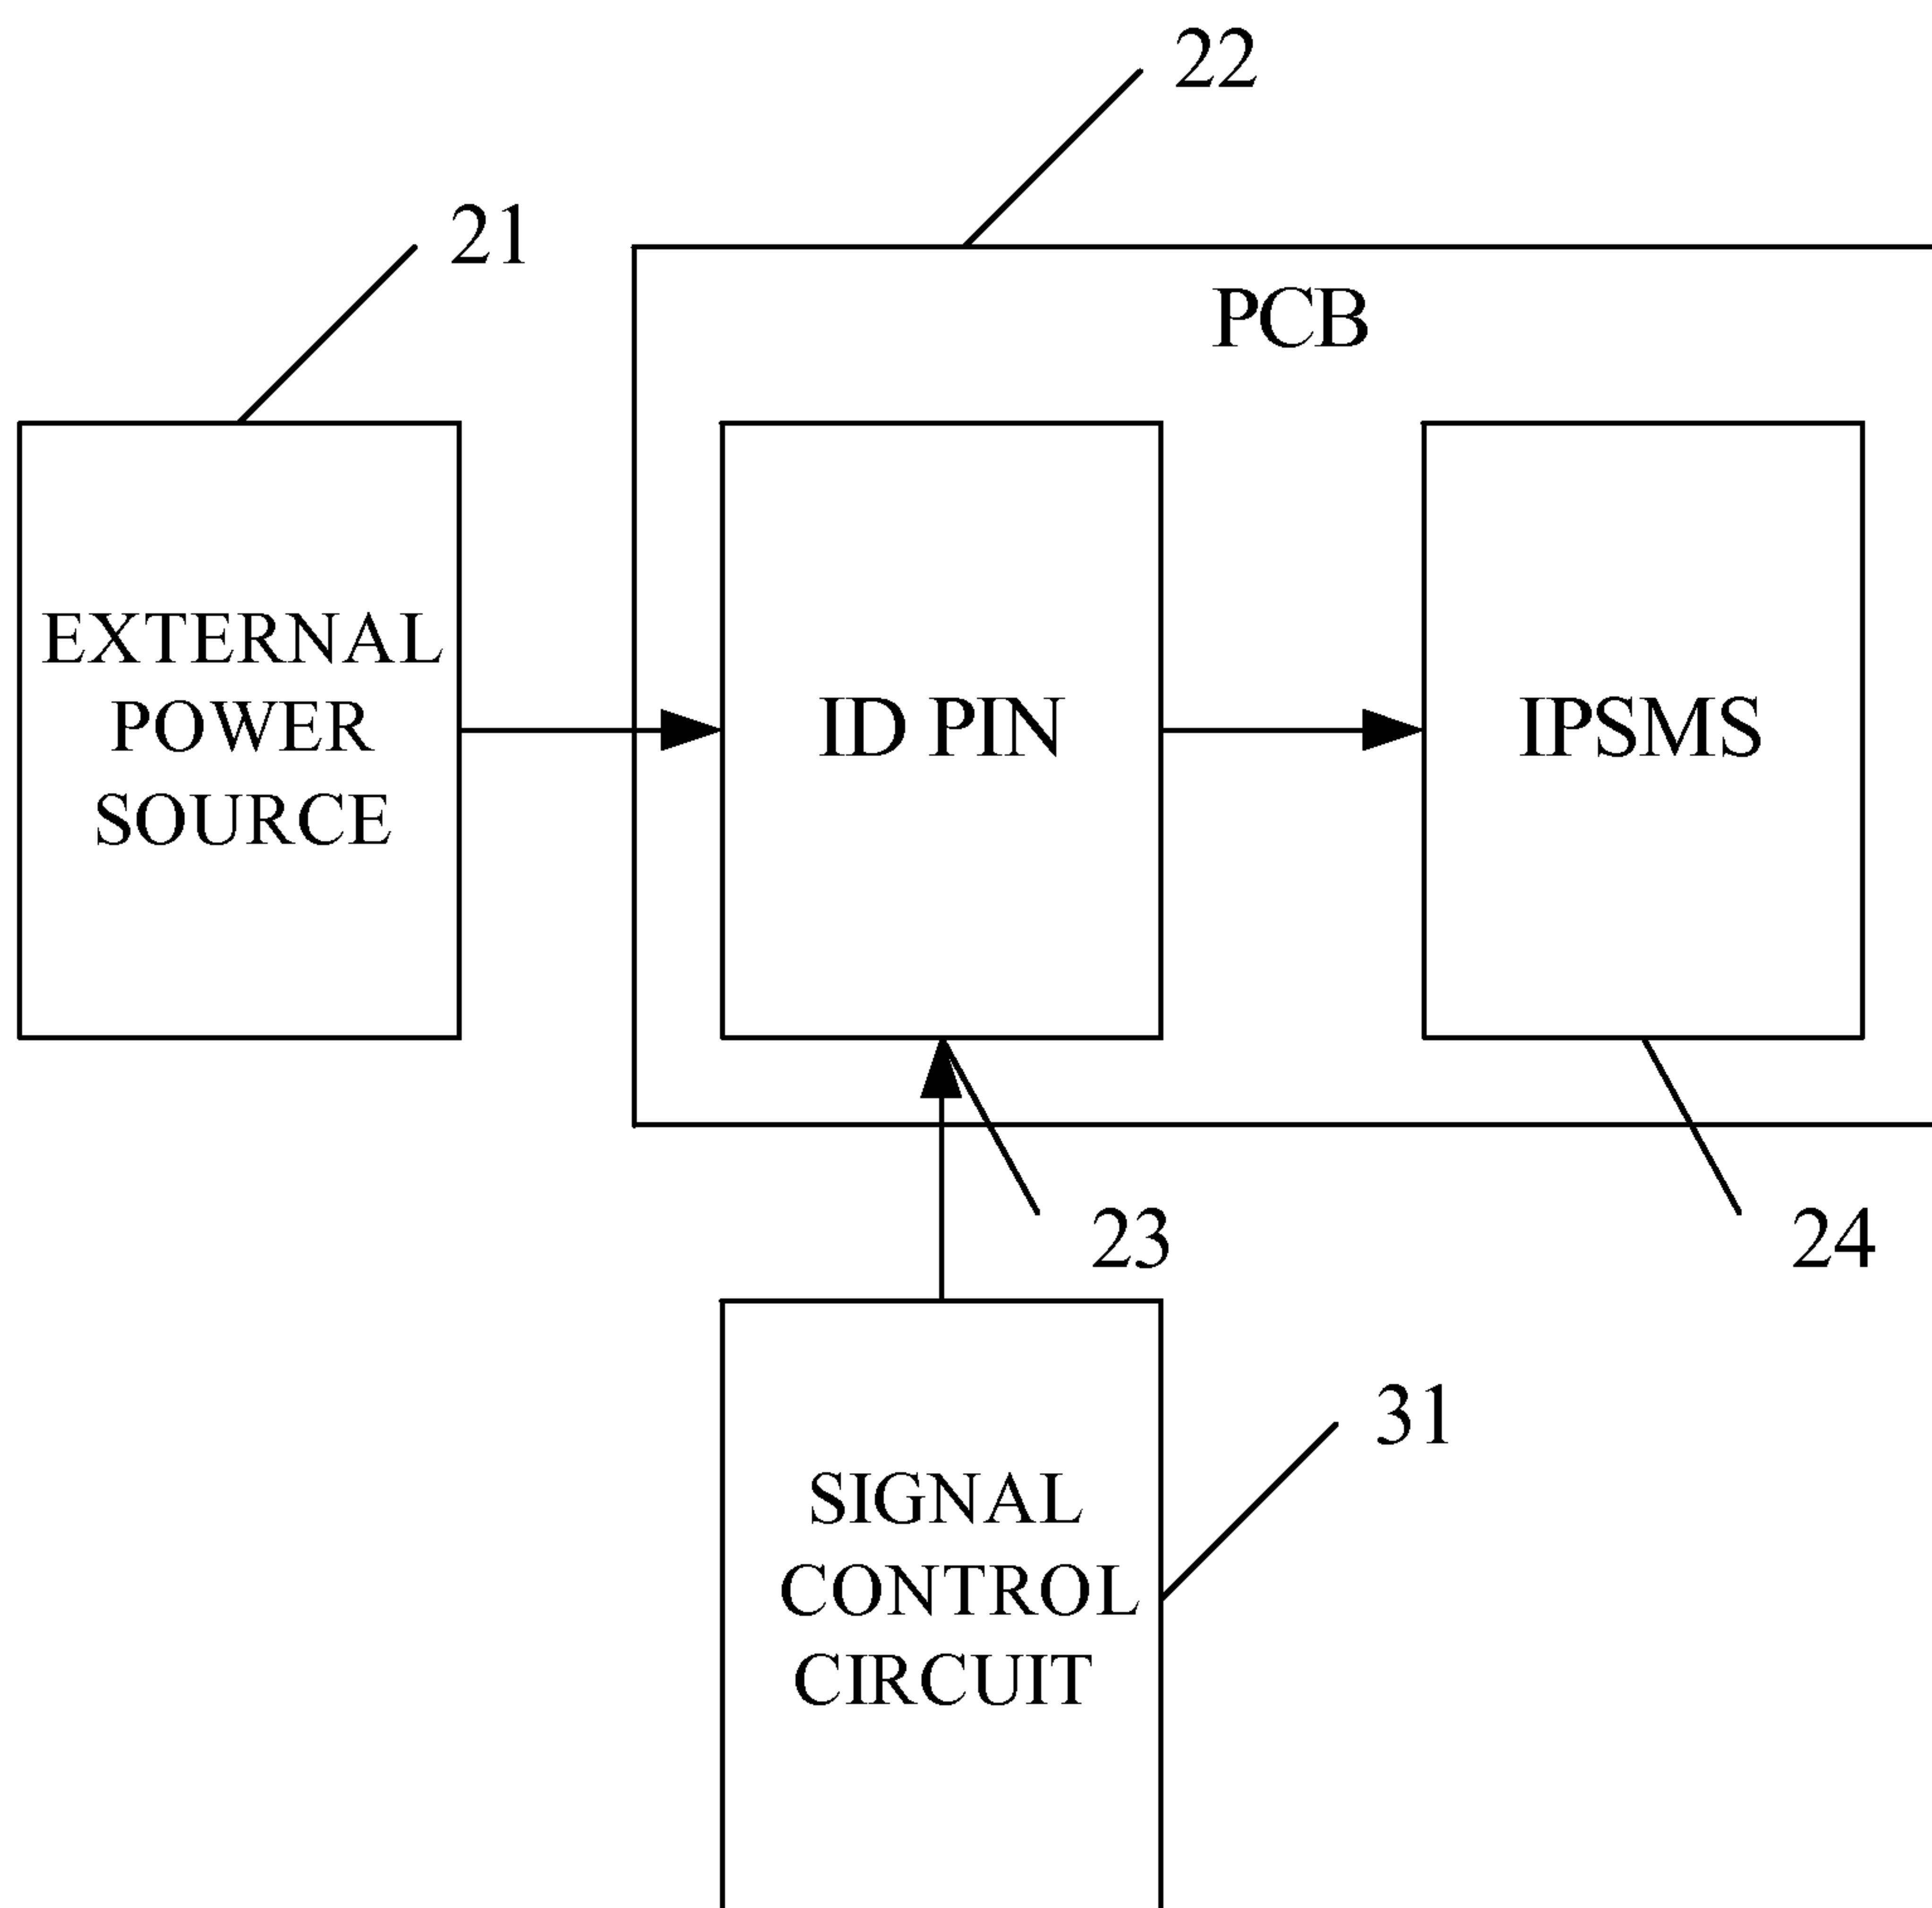 22
21
PCB
EXTERNAL
POWER
SOURCE
ID PIN
IPSMS
23
24
31
SIGNAL
CONTROL
CIRCUIT